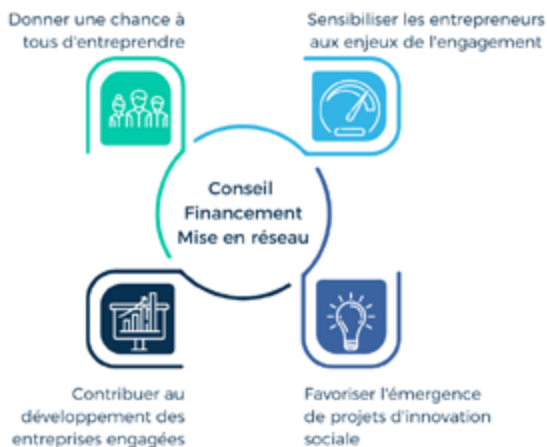 Donner une chance à
tous d'entreprendre
Sensibiliser les entrepreneurs
aux enjeux de l'engagement
Conseil
Financement
Mise en réseau
Contribuer au
développement des
entreprises engagées
Favoriser l'émergence
de projets d'innovation
sociale